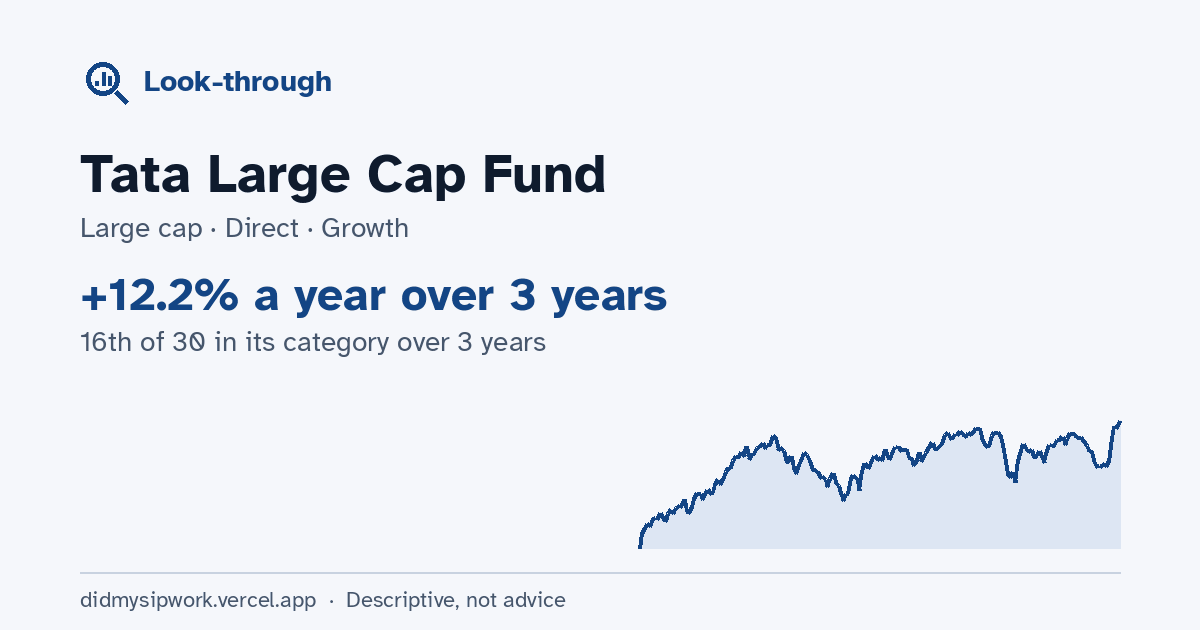 Look-through
Tata Large Cap Fund
Large cap · Direct · Growth
+12.2% a year over 3 years
16th of 30 in its category over 3 years
didmysipwork.vercel.app · Descriptive, not advice